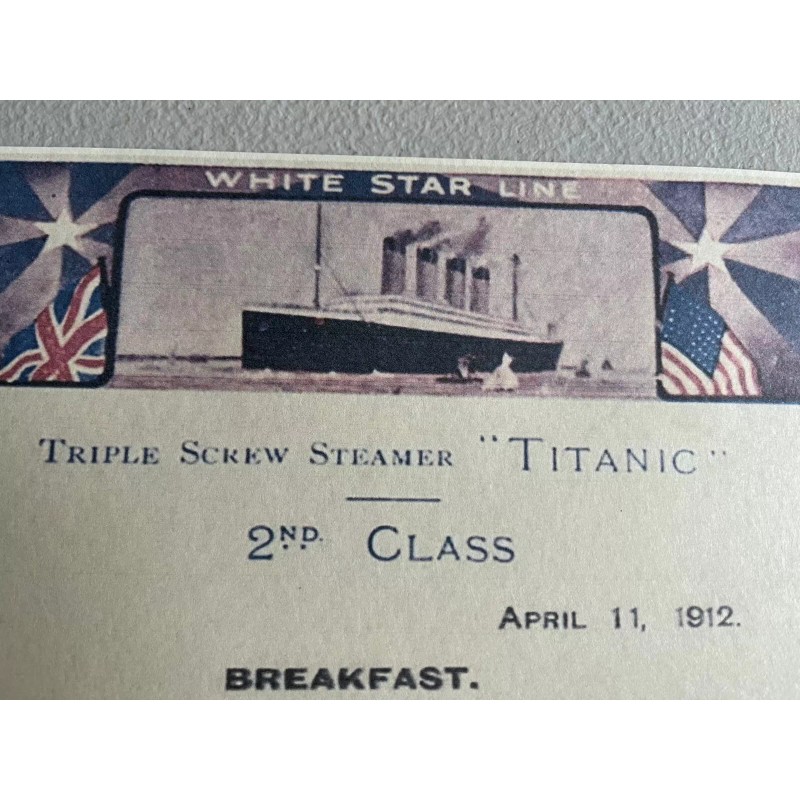 WHITE STAR LINE
TRIPLE SCREW STEAMER "TITANIC"
2ND. CLASS
APRIL 11, 1912.
BREAKFAST.